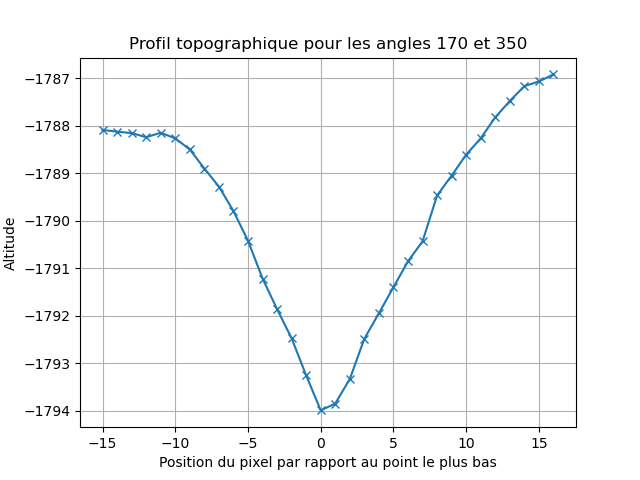 Profil topographique pour les angles 170 et 350
−1787
−1788
−1789
−1790
−1791
−1792
−1793
−1794
Altitude
−15 −10 −5 0 5 10 15
Position du pixel par rapport au point le plus bas